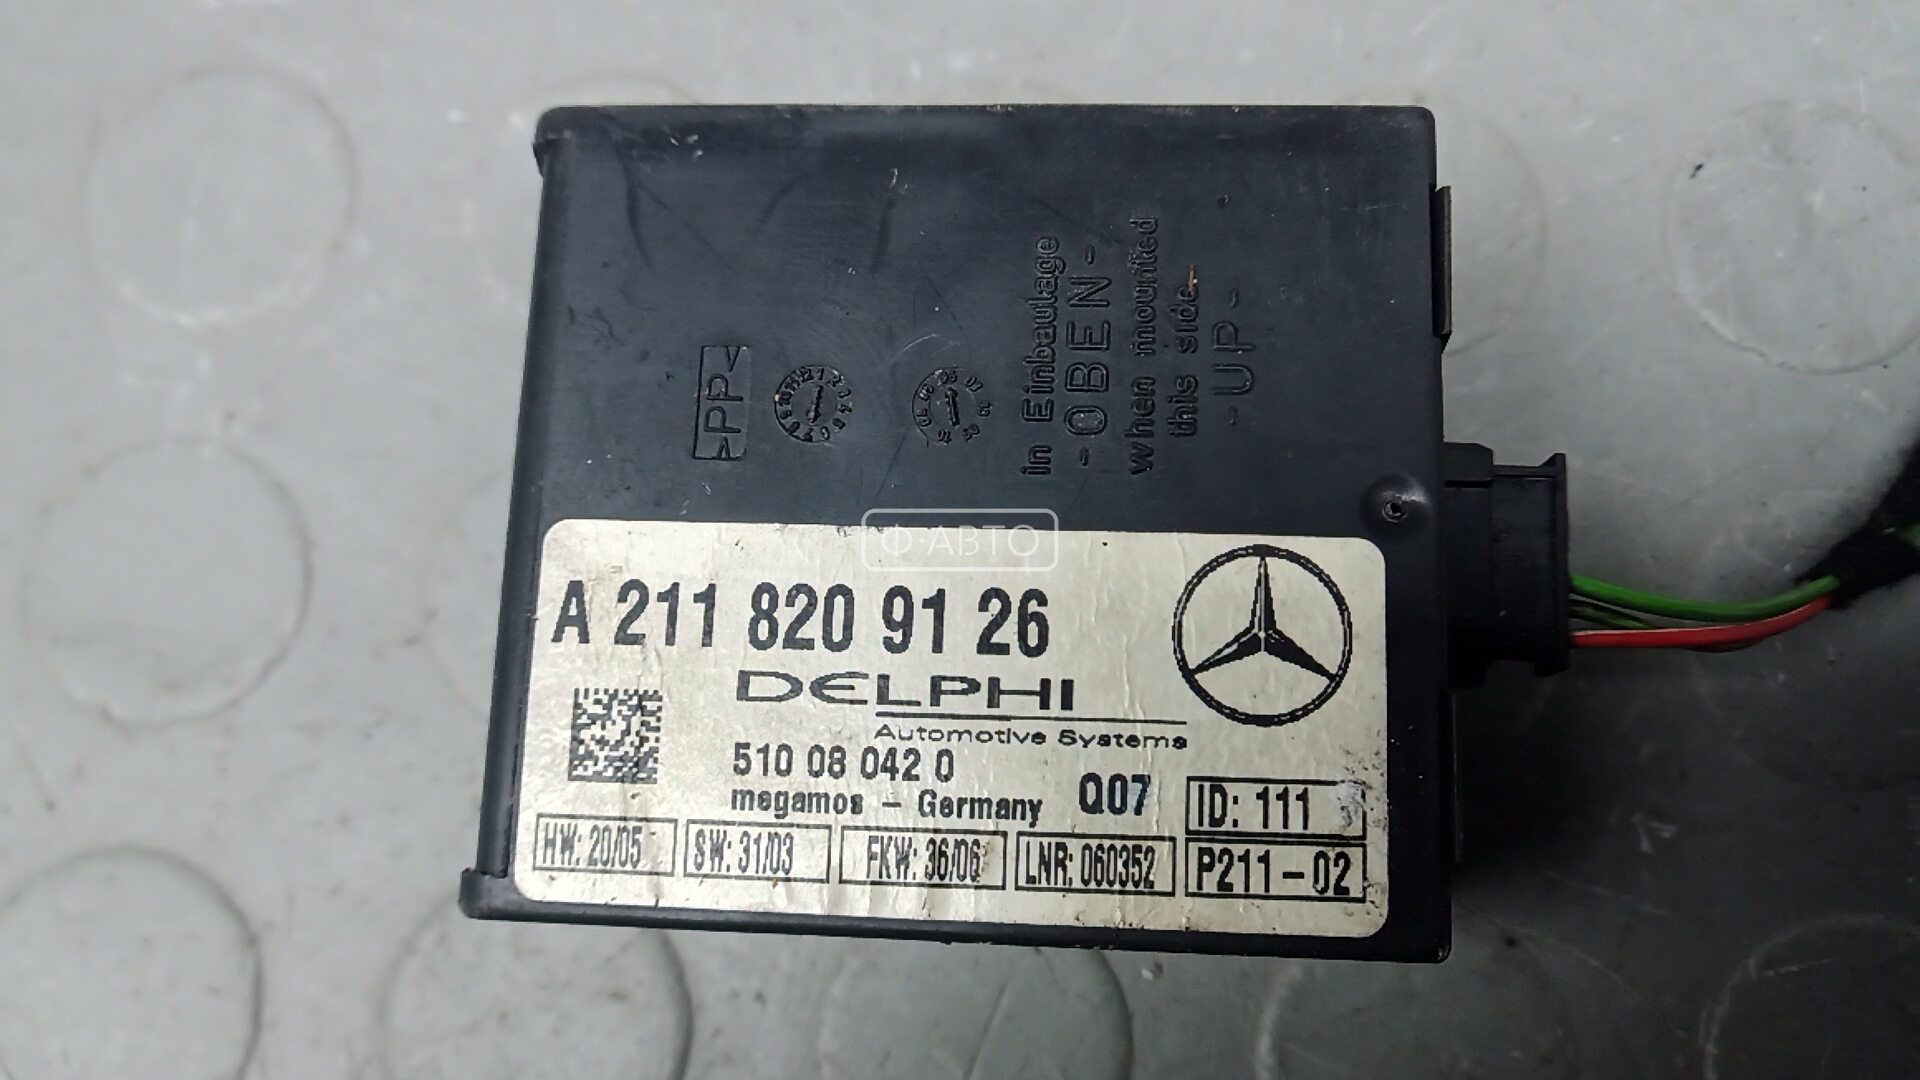 in Einbaulage
-OBEN-
when mounted
this side
-UP-
>PP<
Ф·АВТО
A 211 820 91 26
DELPHI
Automotive Systems
510 08 042 0
megamos - Germany
Q07
ID: 111
HW: 20/05
SW: 31/03
FKW: 36/06
LNR: 060352
P211-02